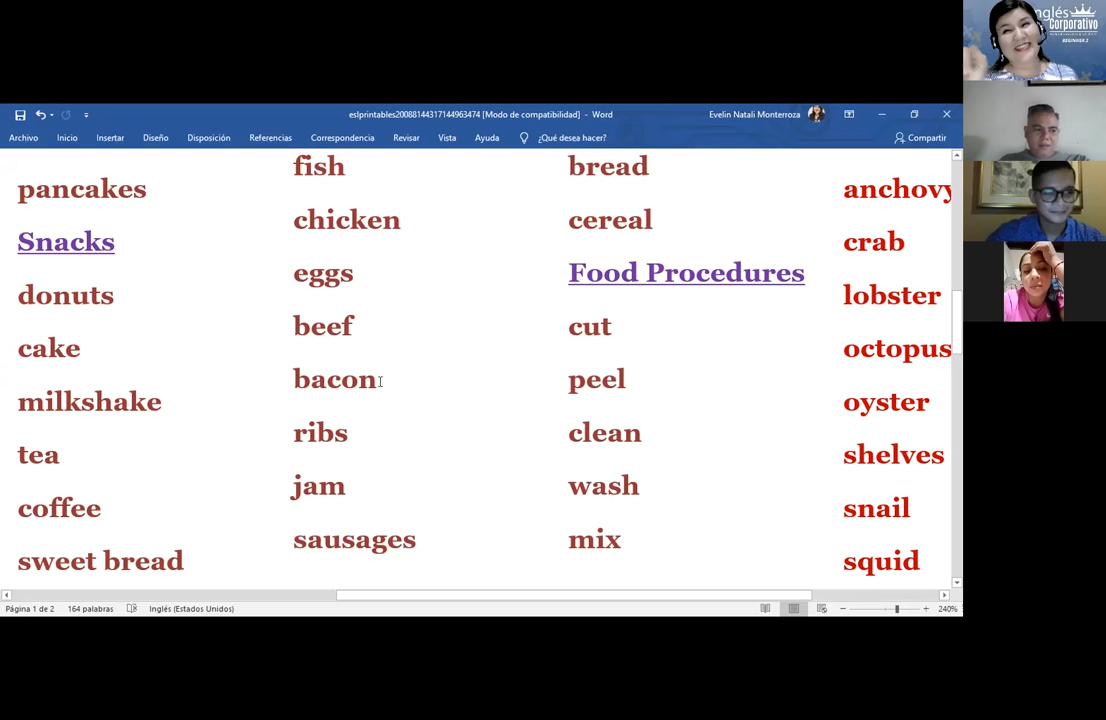 eslprintables20088144317144963474 [Modo de compatibilidad] - Word
Evelin Natali Monterroza
Archivo
Inicio
Insertar
Diseño
Disposición
Referencias
Correspondencia
Revisar
Vista
Ayuda
¿Qué desea hacer?
Compartir
pancakes
Snacks
donuts
cake
milkshake
tea
coffee
sweet bread
fish
chicken
eggs
beef
bacon
ribs
jam
sausages
bread
cereal
Food Procedures
cut
peel
clean
wash
mix
anchovy
crab
lobster
octopus
oyster
shelves
snail
squid
Página 1 de 2
164 palabras
Inglés (Estados Unidos)
240%
Inglés
Corporativo
BEGINNER 2